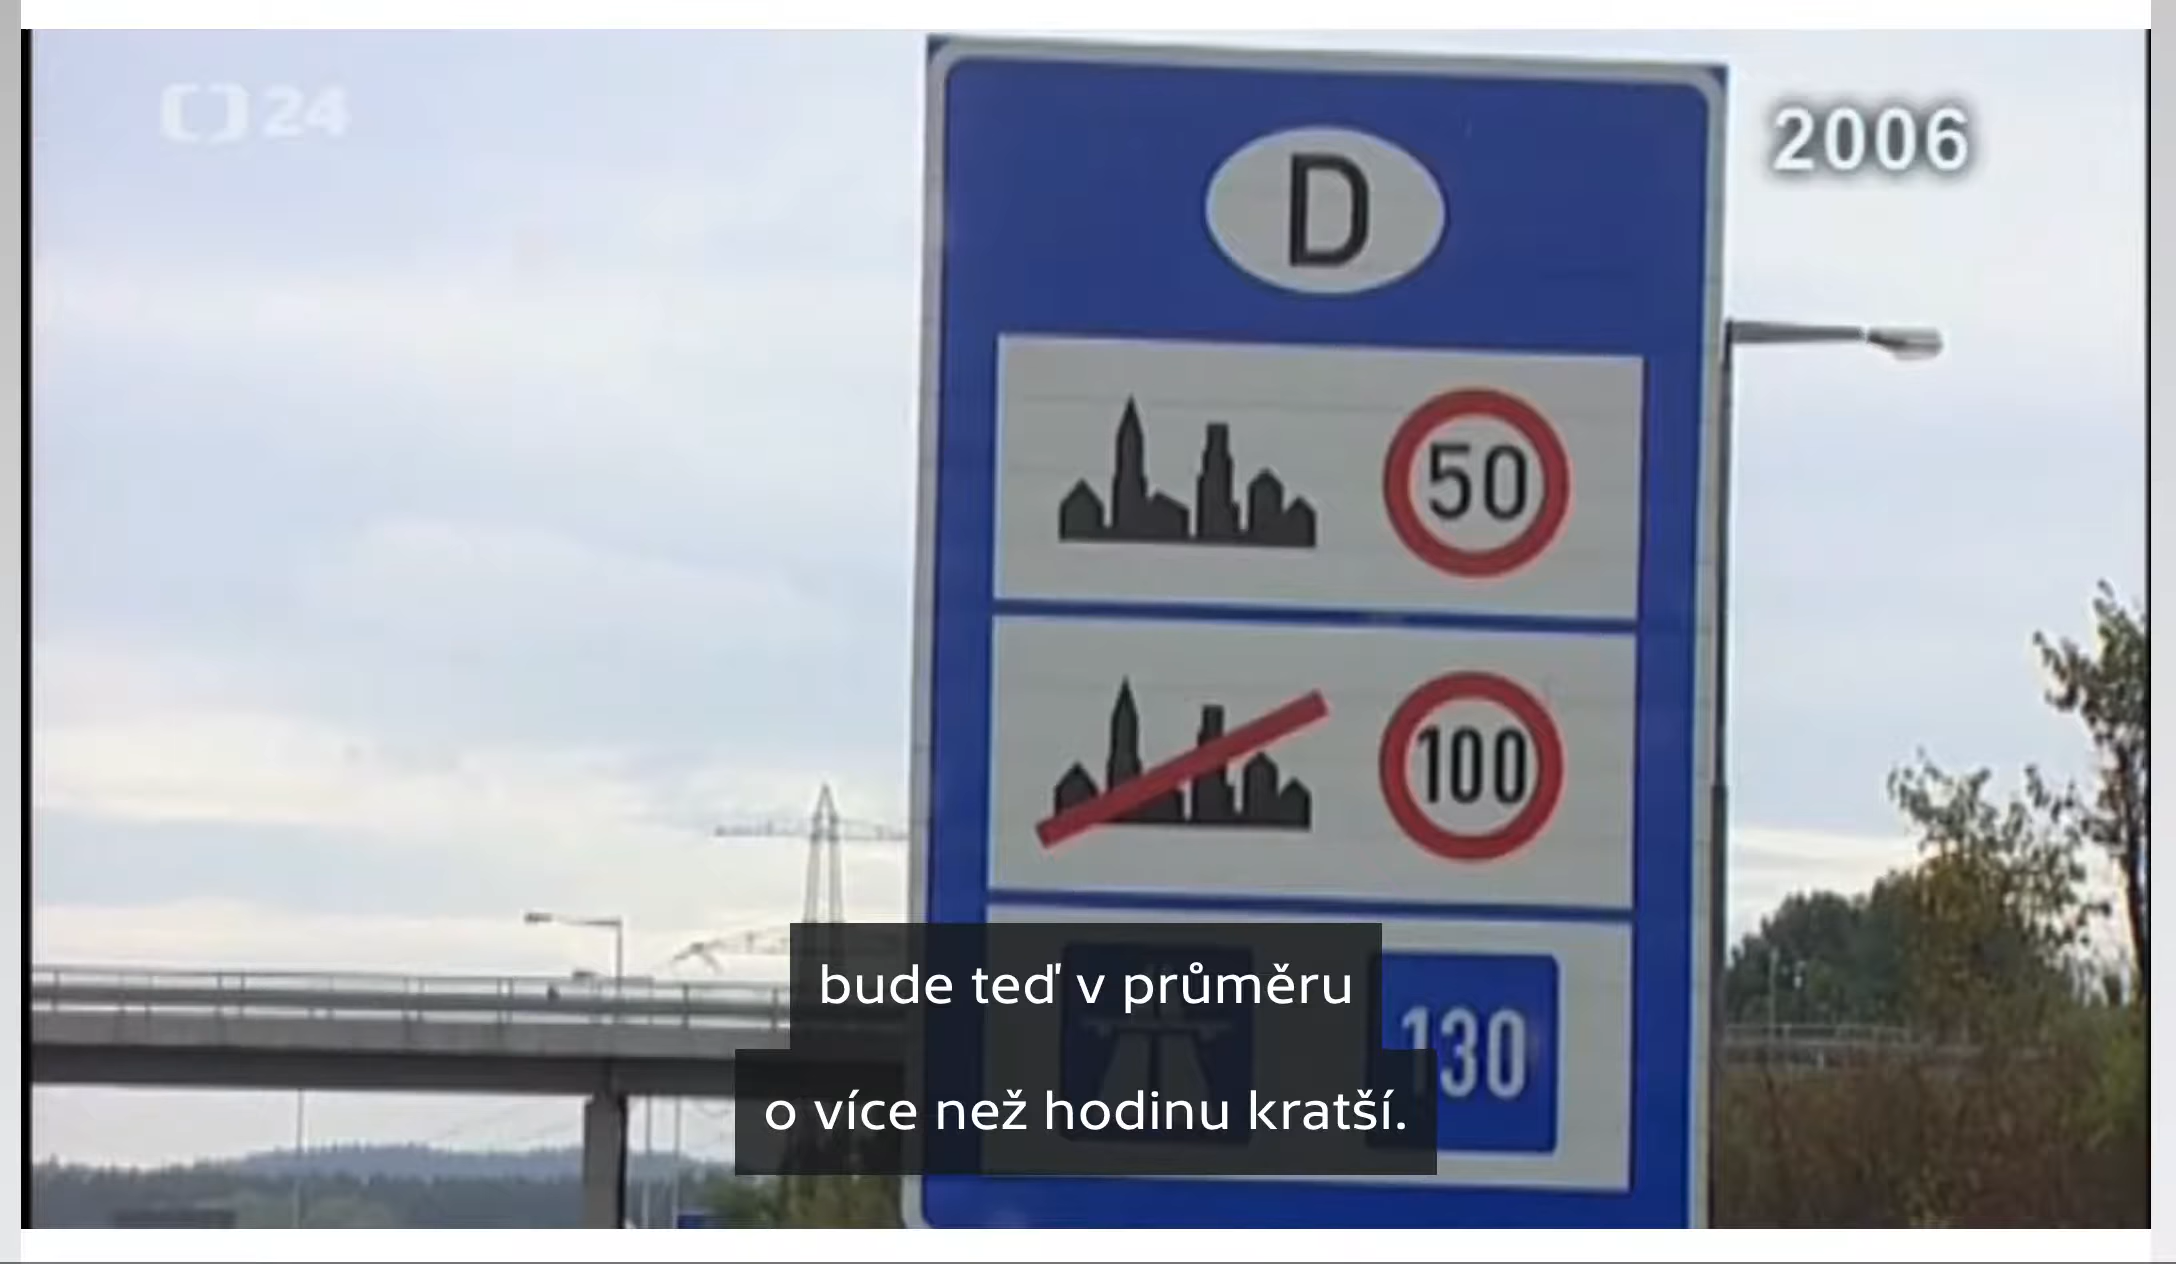 24
2006
D
50
100
130
bude teď v průměru
o více než hodinu kratší.